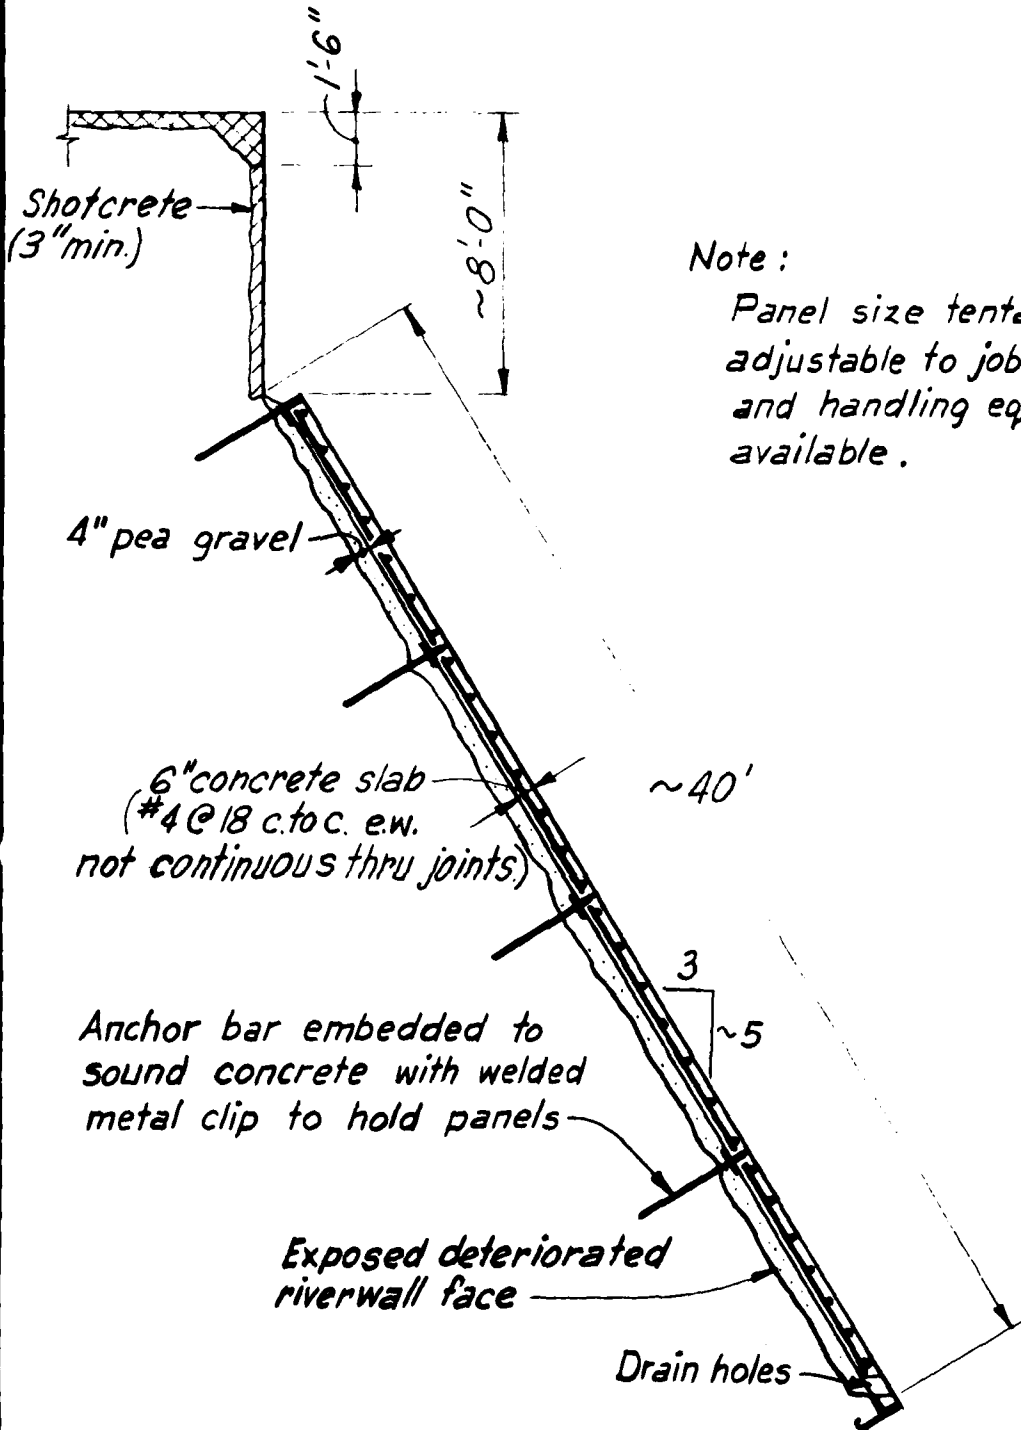 1'-6"
Shotcrete
(3"min.)
~8'-0"
Note :
Panel size
adjustable to job
and handling
available .
4" pea gravel
6" concrete slab
(#4 @ 18 c.to c. e.w.
not continuous thru joints.)
~40'
3
~5
Anchor bar embedded to
sound concrete with welded
metal clip to hold panels
Exposed deteriorated
riverwall face
Drain holes